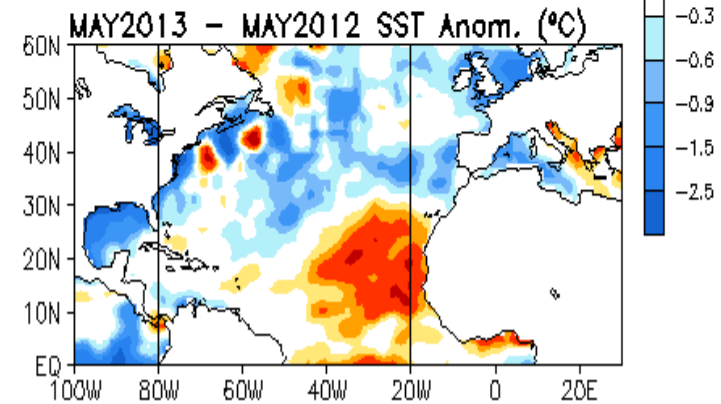 MAY2013 – MAY2012 SST Anom. (ºC)
60N
50N
40N
30N
20N
10N
EQ
100W 80W 60W 40W 20W 0 20E
−0.3
−0.6
−0.9
−1.5
−2.5